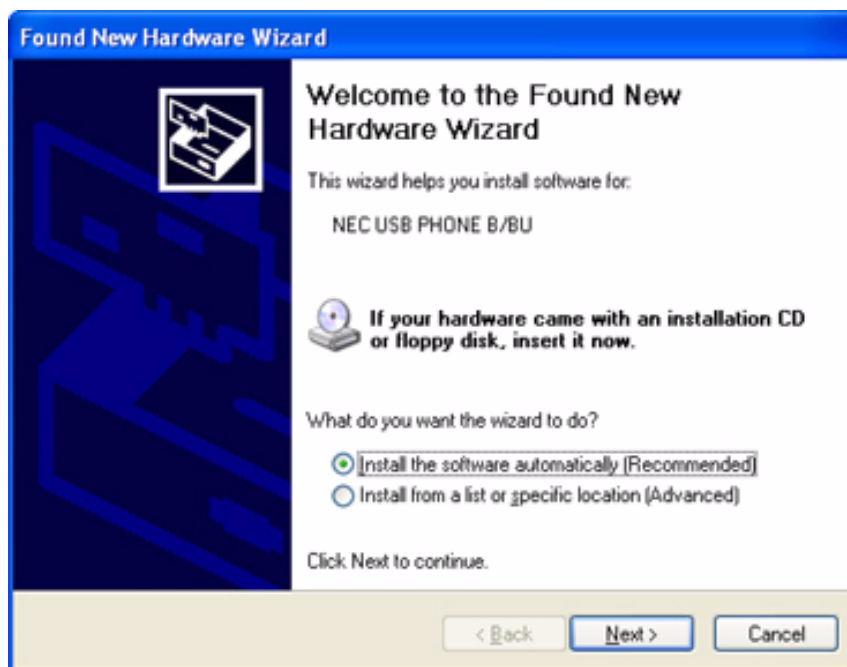 Found New Hardware Wizard
Welcome to the Found New
Hardware Wizard
This wizard helps you install software for:
NEC USB PHONE B/BU
If your hardware came with an installation CD
or floppy disk, insert it now.
What do you want the wizard to do?
Install the software automatically (Recommended)
Install from a list or specific location (Advanced)
Click Next to continue.
< Back Next > Cancel